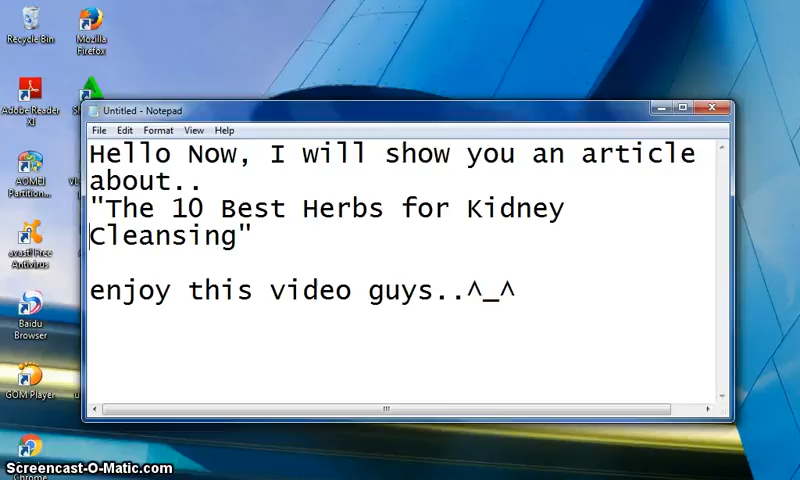 Recycle Bin
Mozilla
Firefox
Adobe Reader
XI
AOMEI
Partition...
avast! Free
Antivirus
Baidu
Browser
GOM Player
Chrome
Untitled - Notepad
File Edit Format View Help
Hello Now, I will show you an article
about..
"The 10 Best Herbs for Kidney
Cleansing"
enjoy this video guys..^_^
Screencast-O-Matic.com